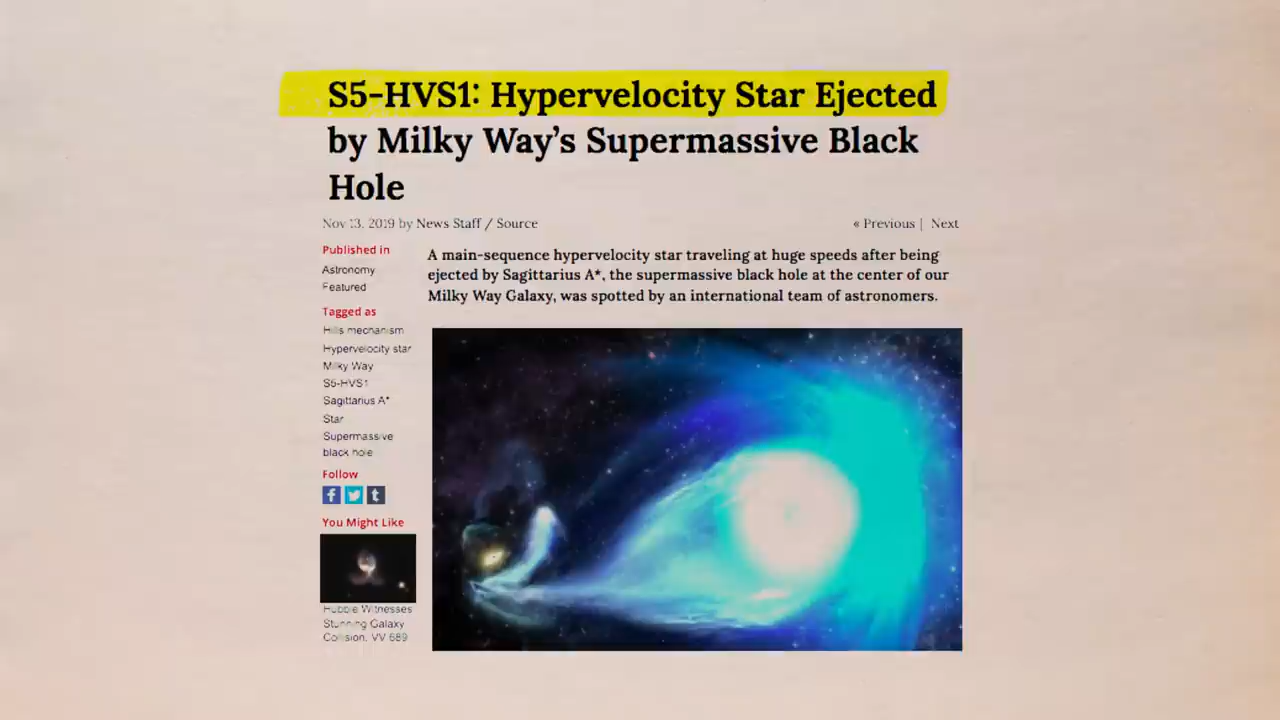 S5-HVS1: Hypervelocity Star Ejected
by Milky Way's Supermassive Black
Hole
Nov 13, 2019 by News Staff / Source
« Previous | Next
Published in
Astronomy
Featured
Tagged as
Hills mechanism
Hypervelocity star
Milky Way
S5-HVS1
Sagittarius A*
Star
Supermassive
black hole
Follow
You Might Like
Hubble Witnesses
Stunning Galaxy
Collision, VV 689
A main-sequence hypervelocity star traveling at huge speeds after being
ejected by Sagittarius A*, the supermassive black hole at the center of our
Milky Way Galaxy, was spotted by an international team of astronomers.